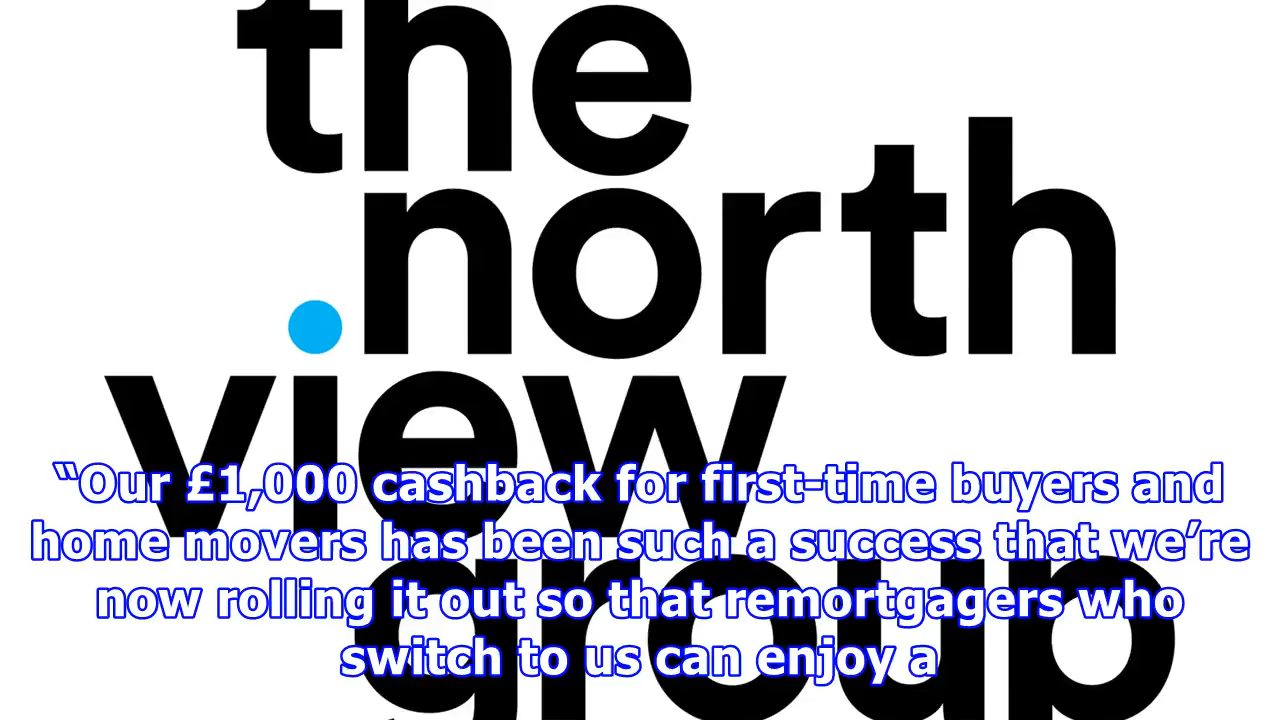 the
north
view
group
“Our £1,000 cashback for first-time buyers and
home movers has been such a success that we’re
now rolling it out so that remortgagers who
switch to us can enjoy a